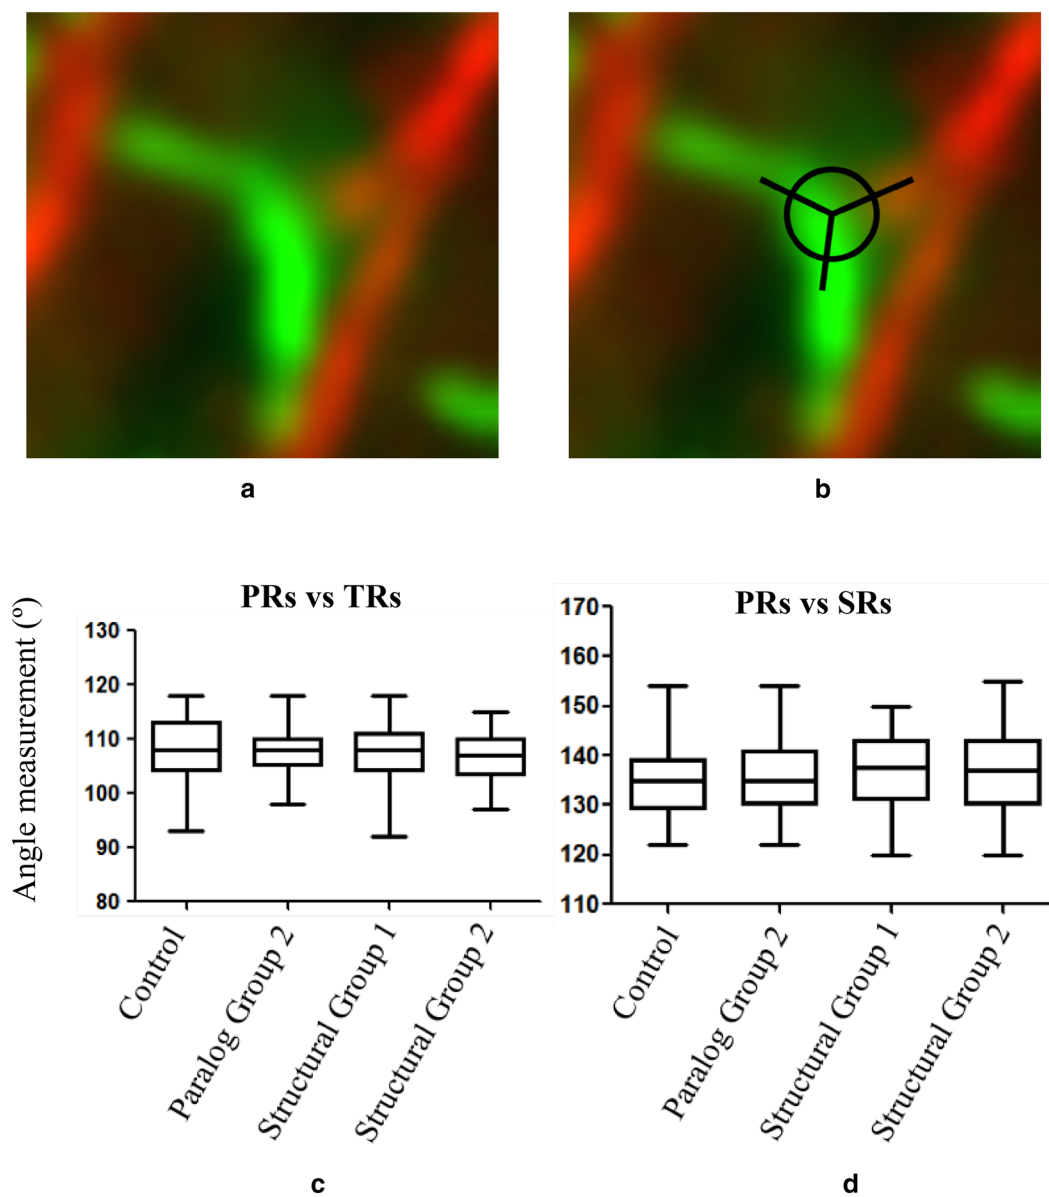 a
b
PRs vs TRs
PRs vs SRs
Angle measurement (º)
130
120
110
100
90
80
170
160
150
140
130
120
110
Control
Paralog Group 2
Structural Group 1
Structural Group 2
Control
Paralog Group 2
Structural Group 1
Structural Group 2
c
d